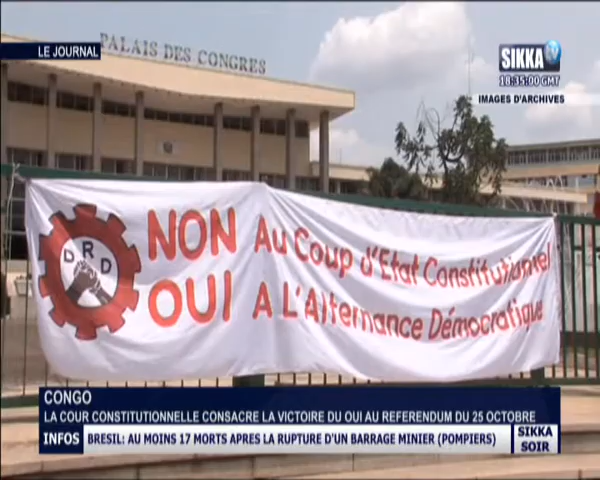 LE JOURNAL
PALAIS DES CONGRES
SIKKA
18:35:00 GMT
IMAGES D'ARCHIVES
DRD
NON AU COUP d'ETAT Constitutionnel
OUI A L'Alternance Démocratique
CONGO
LA COUR CONSTITUTIONNELLE CONSACRE LA VICTOIRE DU OUI AU REFERENDUM DU 25 OCTOBRE
INFOS BRESIL: AU MOINS 17 MORTS APRES LA RUPTURE D'UN BARRAGE MINIER (POMPIERS)
SIKKA
SOIR